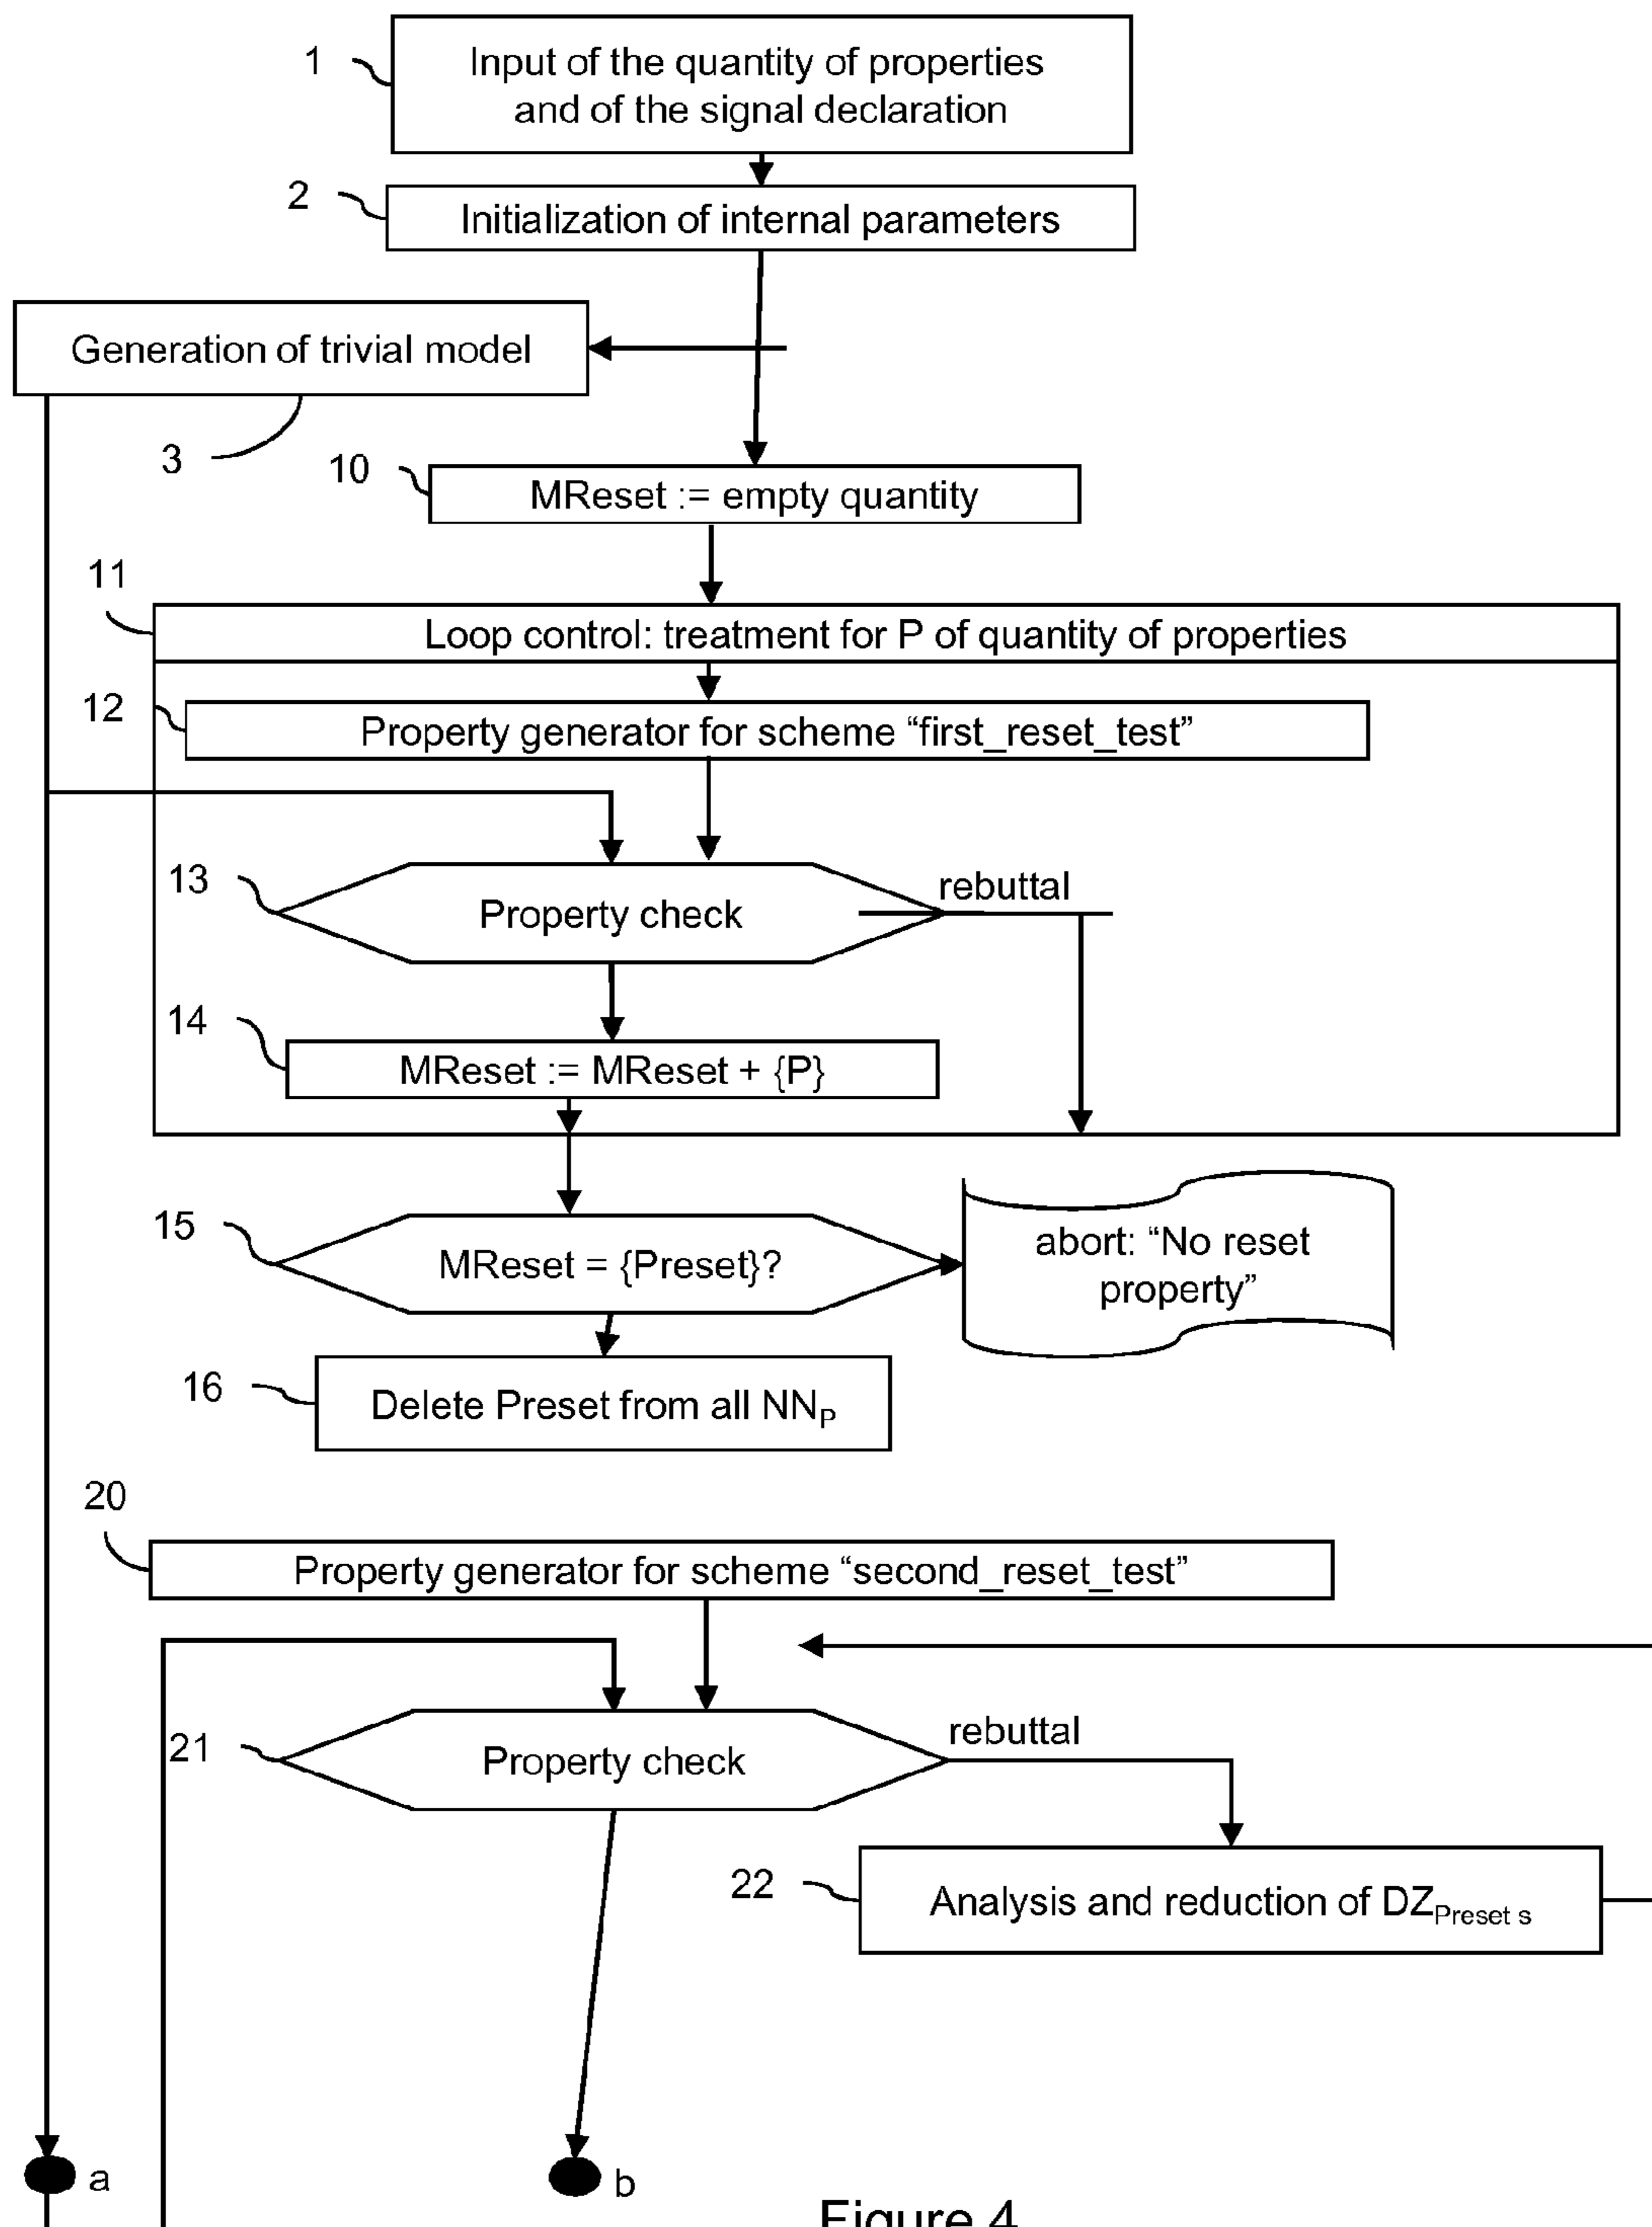 1
Input of the quantity of properties
and of the signal declaration
2
Initialization of internal parameters
Generation of trivial model
3
10
MReset := empty quantity
11
Loop control: treatment for P of quantity of properties
12
Property generator for scheme “first_reset_test”
13
Property check
rebuttal
14
MReset := MReset + {P}
15
MReset = {Preset}?
abort: “No reset
property”
16
Delete Preset from all NNP
20
Property generator for scheme “second_reset_test”
21
Property check
rebuttal
22
Analysis and reduction of DZPreset s
a
b
Figure 4